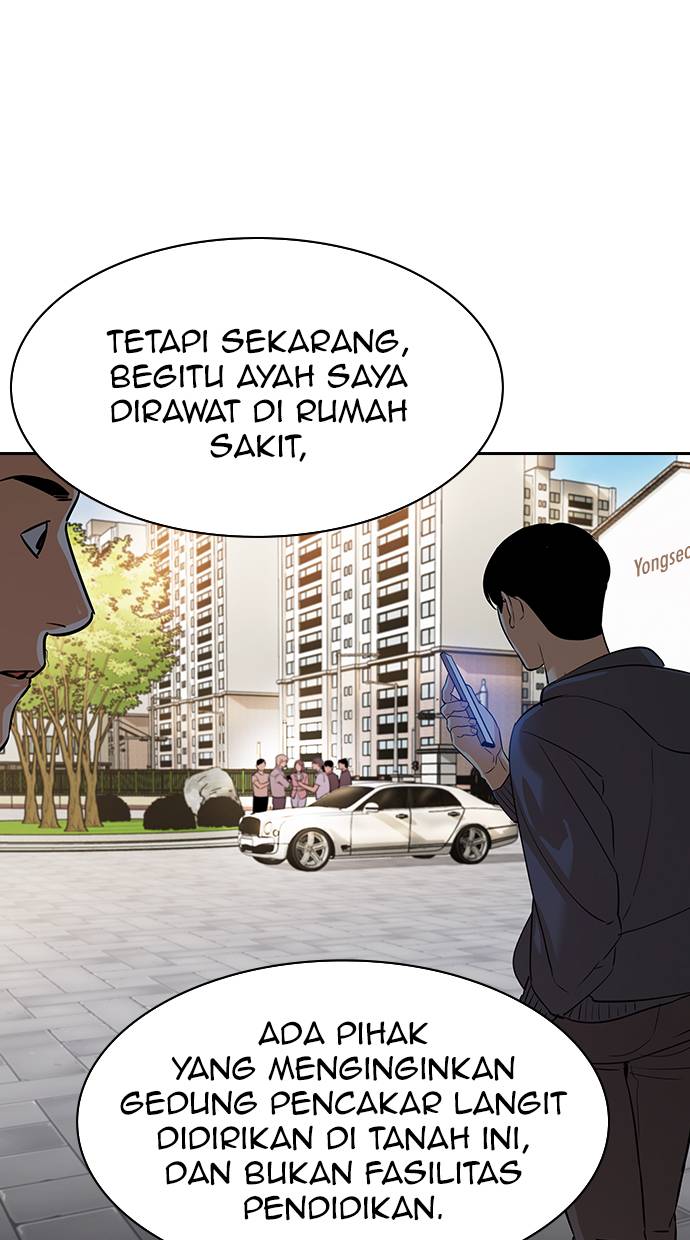 TETAPI SEKARANG,
BEGITU AYAH SAYA
DIRAWAT DI RUMAH
SAKIT,
Yongseo
ADA PIHAK
YANG MENGINGINKAN
GEDUNG PENCAKAR LANGIT
DIDIRIKAN DI TANAH INI,
DAN BUKAN FASILITAS
PENDIDIKAN.